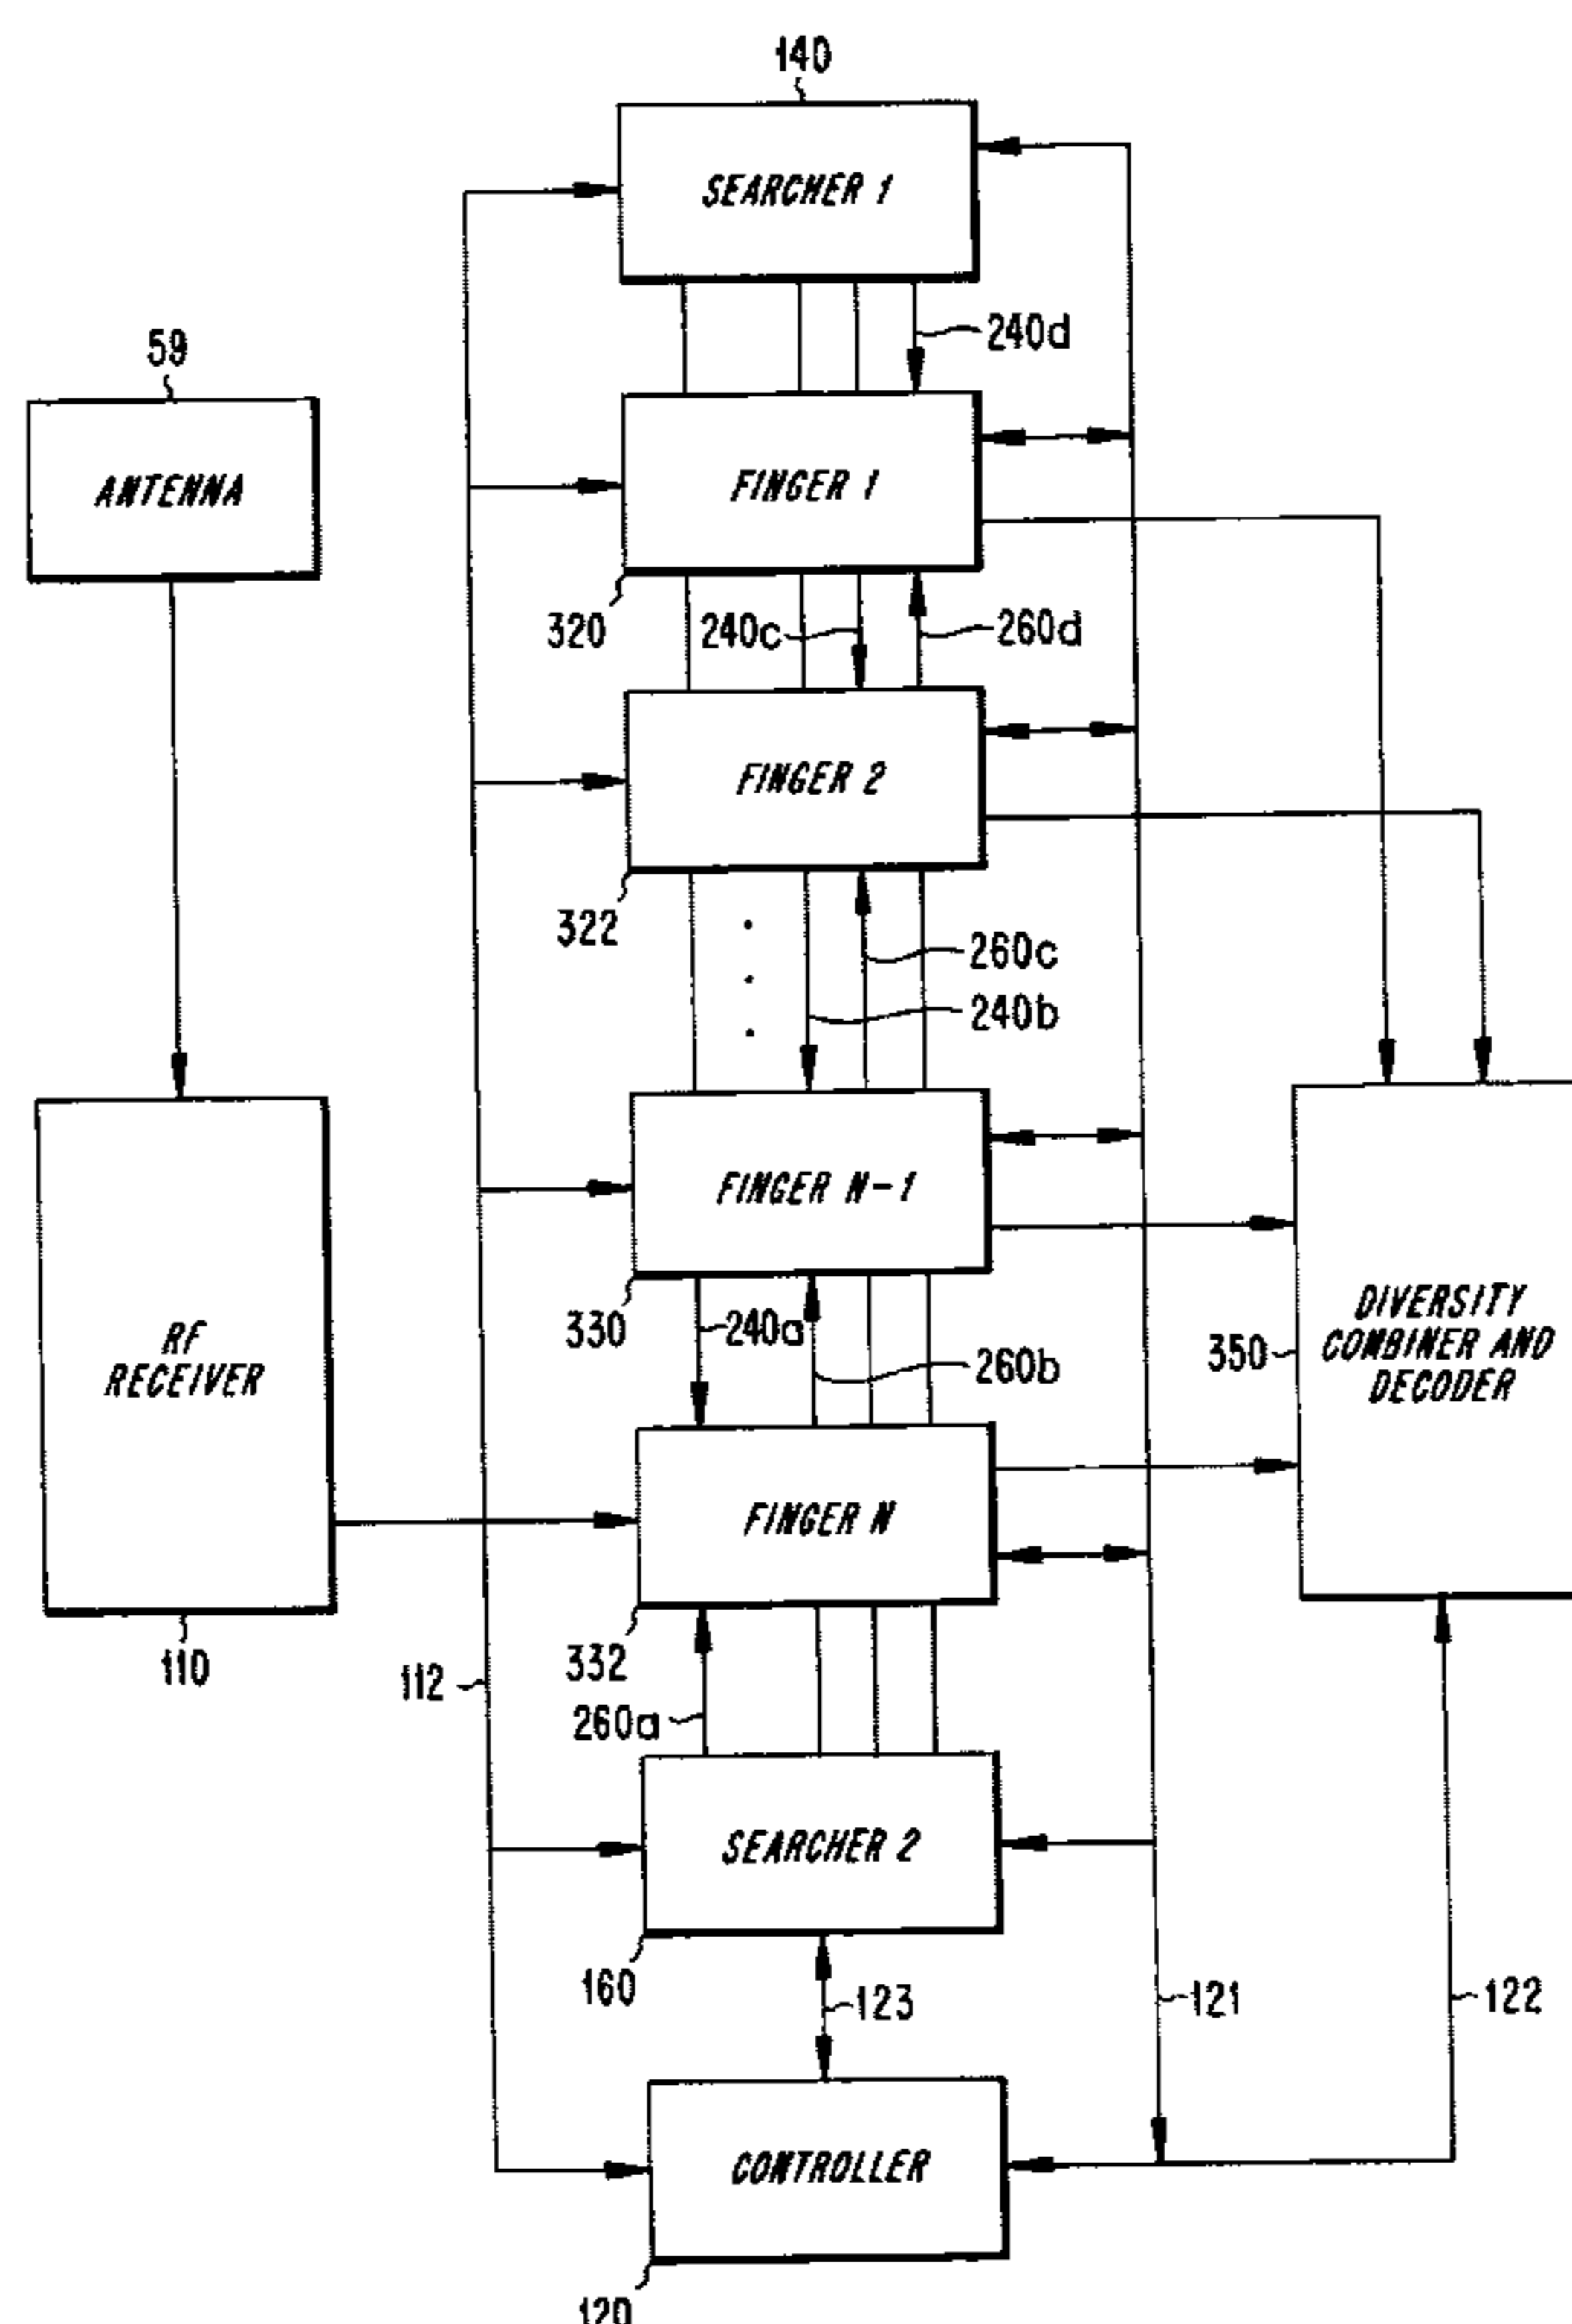 140
SEARCHER 1
240d
59
ANTENNA
FINGER 1
320
240c
260d
FINGER 2
322
260c
240b
FINGER N-1
330
240a
260b
350
DIVERSITY
COMBINER AND
DECODER
RF
RECEIVER
110
FINGER N
332
112
260a
SEARCHER 2
160
123
121
122
CONTROLLER
120